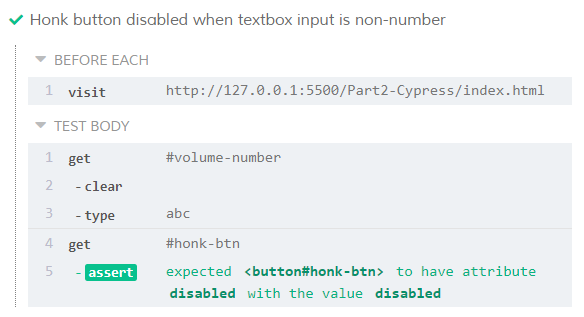 Honk button disabled when textbox input is non-number
BEFORE EACH
1 visit http://127.0.0.1:5500/Part2-Cypress/index.html
TEST BODY
1 get #volume-number
2 -clear
3 -type abc
4 get #honk-btn
5 -assert expected <button#honk-btn> to have attribute
disabled with the value disabled